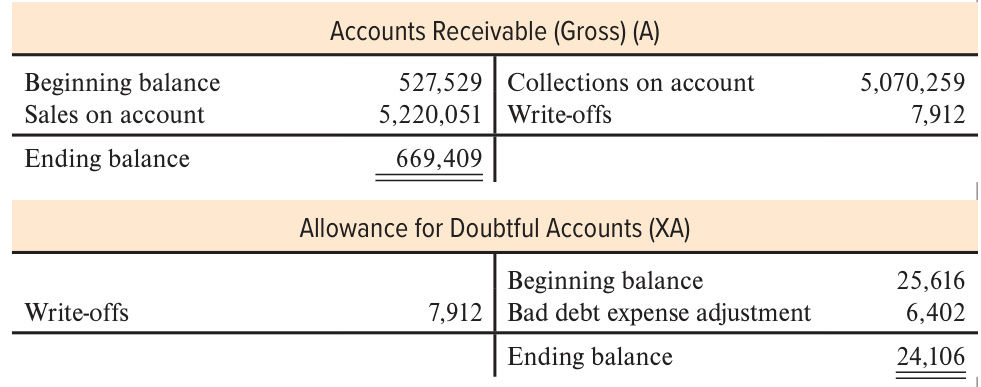 Accounts Receivable (Gross) (A)
Beginning balance 527,529 Collections on account 5,070,259
Sales on account 5,220,051 Write-offs 7,912
Ending balance 669,409
Allowance for Doubtful Accounts (XA)
Beginning balance 25,616
Write-offs 7,912 Bad debt expense adjustment 6,402
Ending balance 24,106